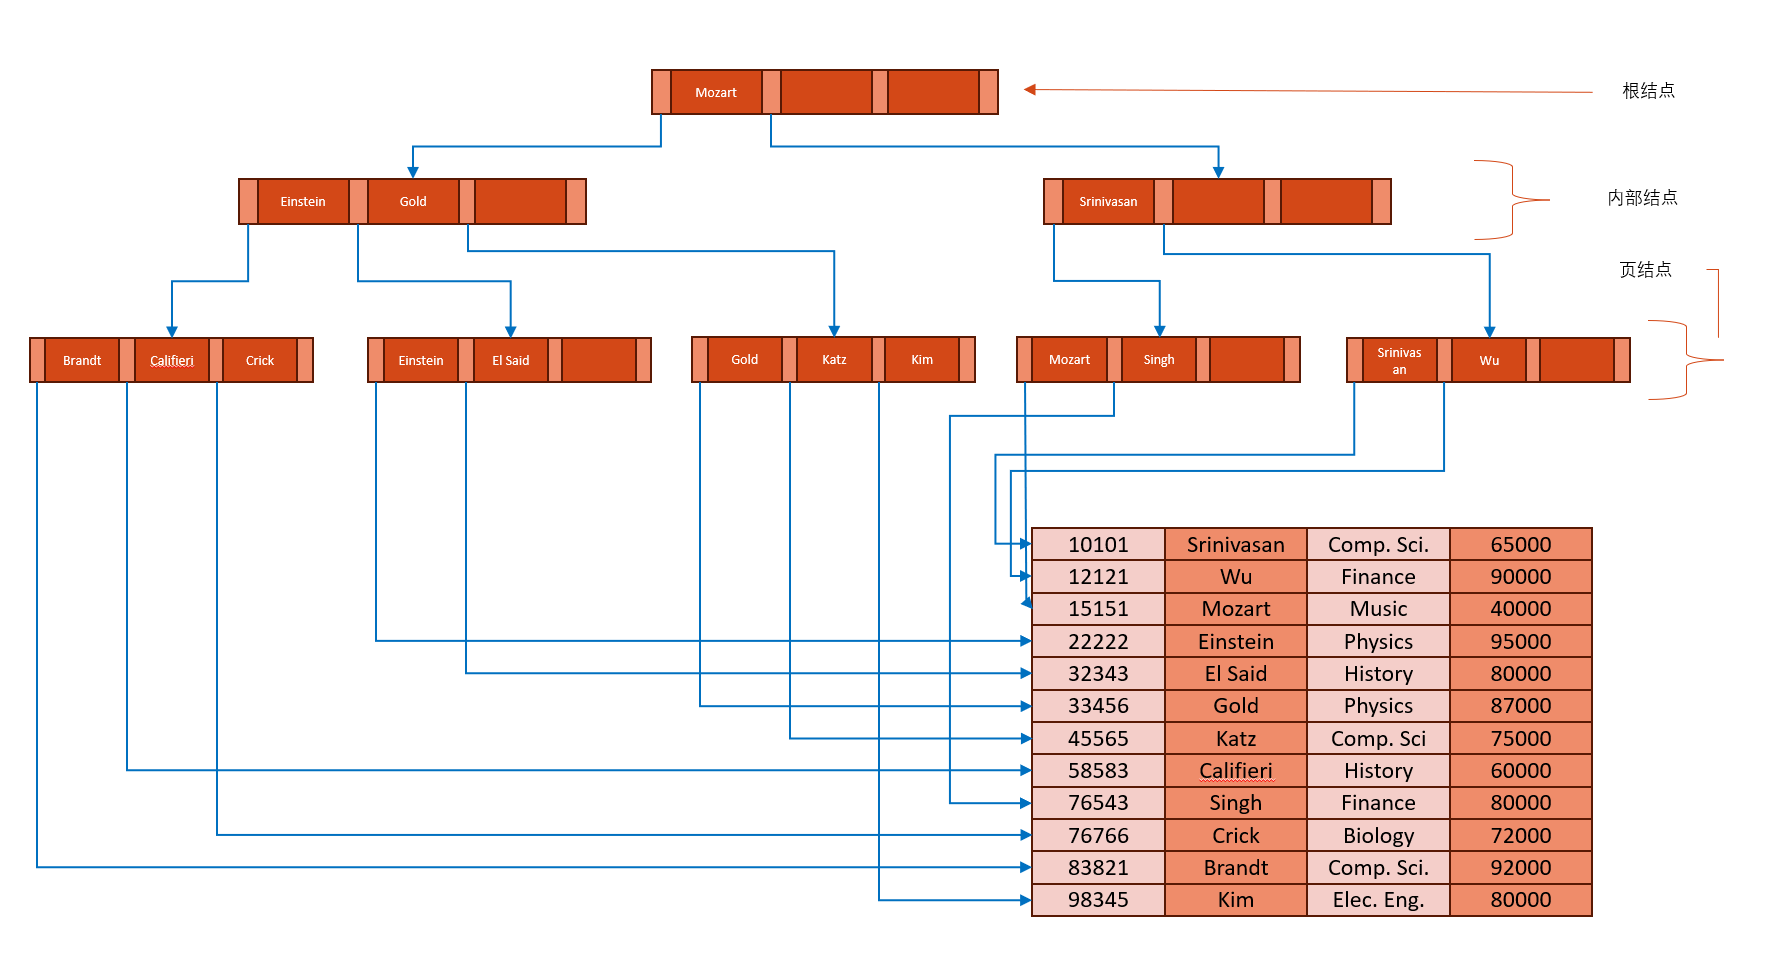 Mozart
根结点
Einstein Gold
Srinivasan
内部结点
页结点
Brandt Califieri Crick
Einstein El Said
Gold Katz Kim
Mozart Singh
Srinivas
an
Wu
10101 Srinivasan Comp. Sci. 65000
12121 Wu Finance 90000
15151 Mozart Music 40000
22222 Einstein Physics 95000
32343 El Said History 80000
33456 Gold Physics 87000
45565 Katz Comp. Sci 75000
58583 Califieri History 60000
76543 Singh Finance 80000
76766 Crick Biology 72000
83821 Brandt Comp. Sci. 92000
98345 Kim Elec. Eng. 80000